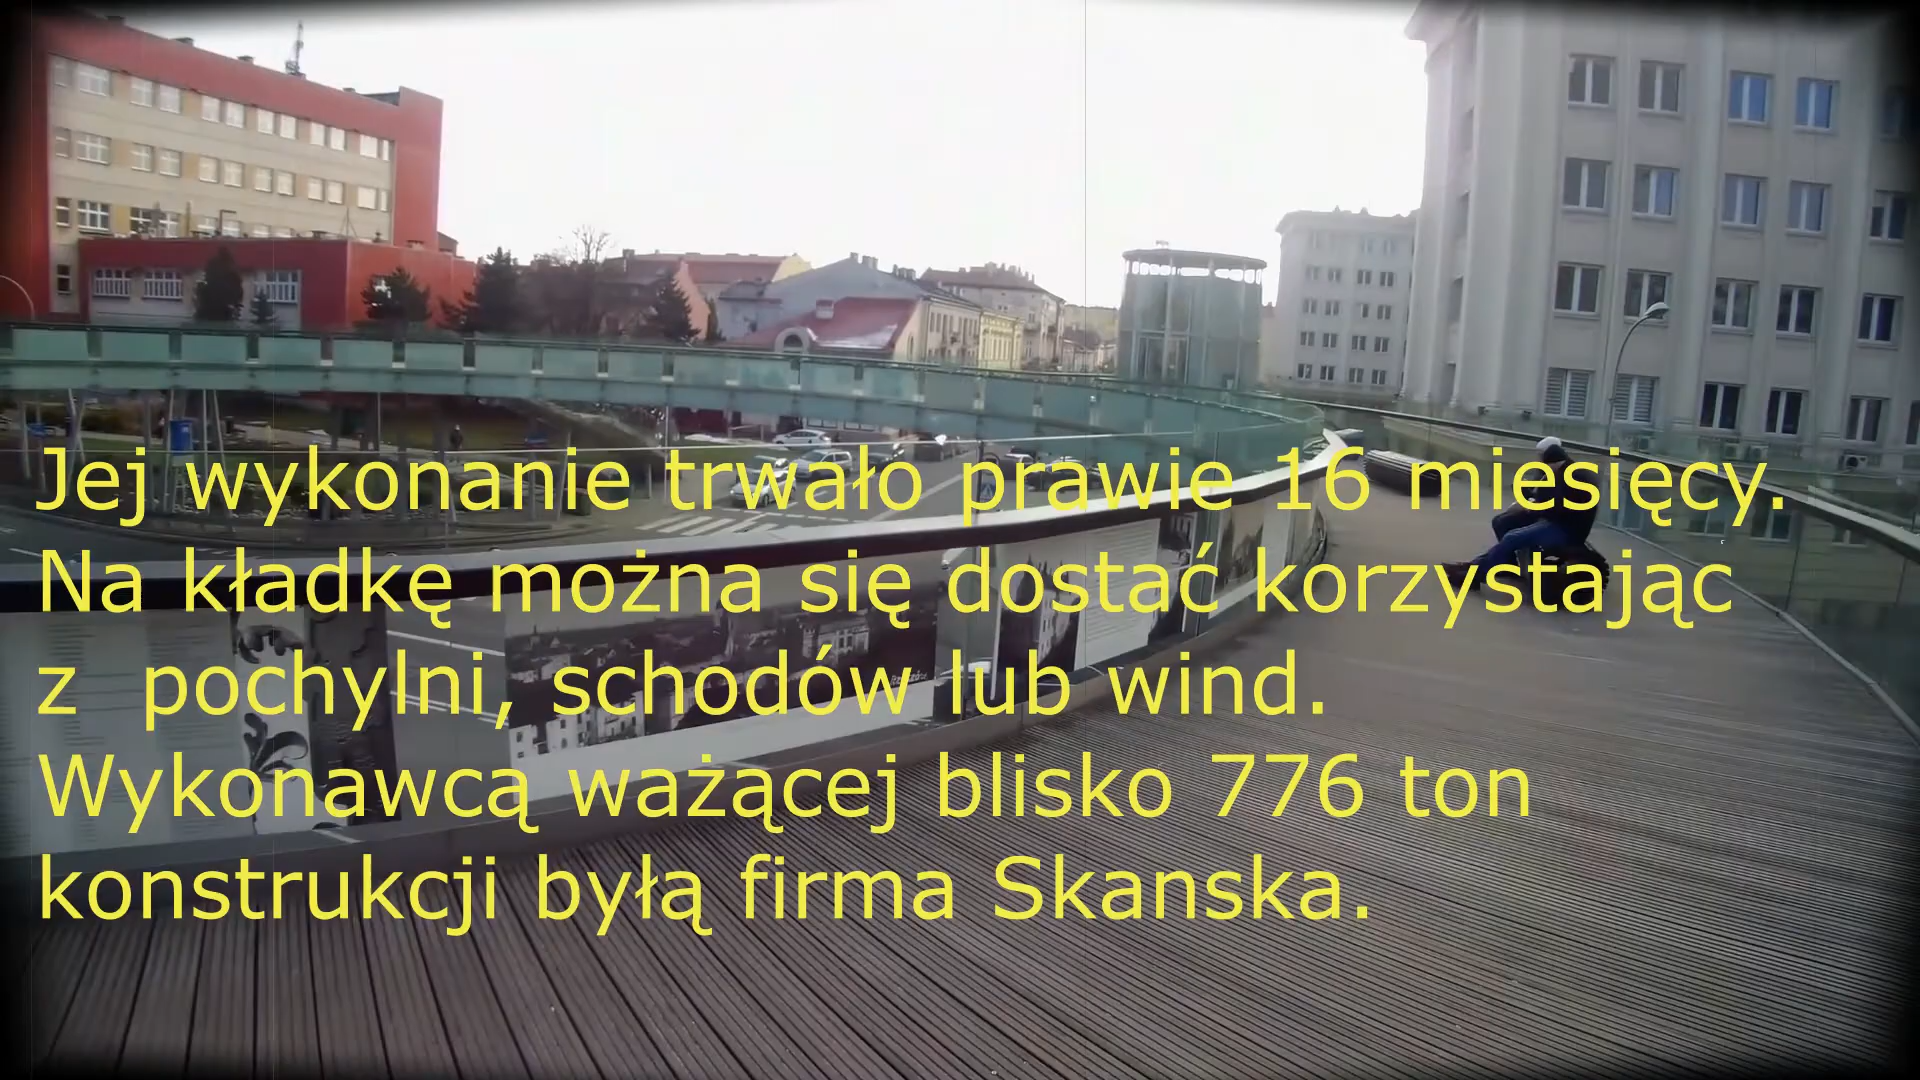 Jej wykonanie trwało prawie 16 miesięcy.
Na kładkę można się dostać korzystając
z  pochylni, schodów lub wind.
Wykonawcą ważącej blisko 776 ton
konstrukcji byłą firma Skanska.